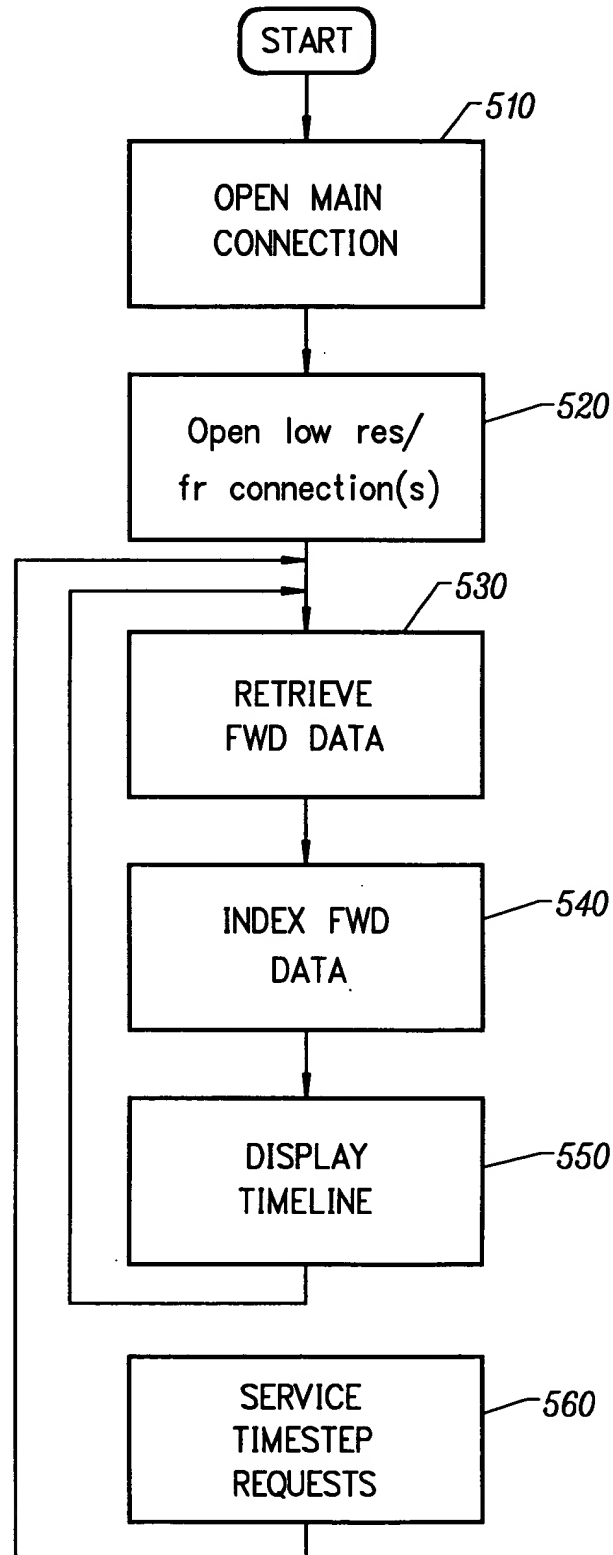 START
510
OPEN MAIN
CONNECTION
520
Open low res/
fr connection(s)
530
RETRIEVE
FWD DATA
540
INDEX FWD
DATA
550
DISPLAY
TIMELINE
560
SERVICE
TIMESTEP
REQUESTS